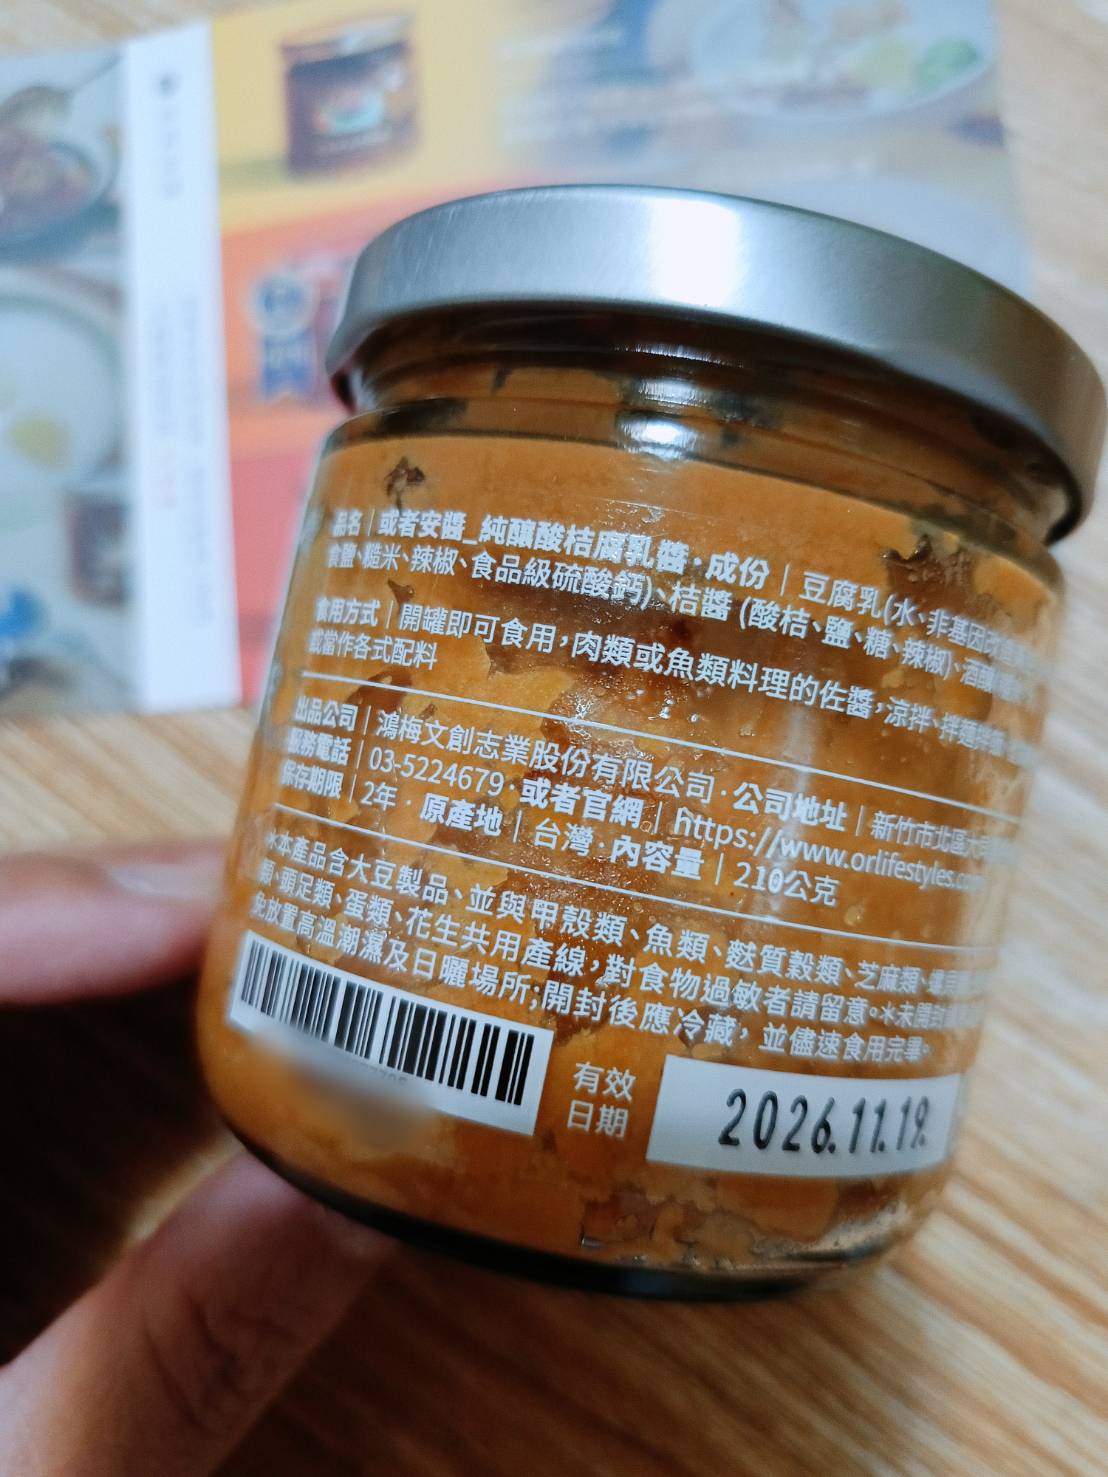 品名｜或者安醬_純釀酸桔腐乳醬·成份｜豆腐乳(水、非基因改
食鹽、糙米、辣椒、食品級硫酸鈣)、桔醬 (酸桔、鹽、糖、辣椒)、酒
食用方式｜開罐即可食用，肉類或魚類料理的佐醬，涼拌、拌麵
或當作各式配料
出品公司｜鴻梅文創志業股份有限公司·公司地址｜新竹市北區
服務電話｜03-5224679·或者官網｜https://www.orlifestyles.com
保存期限｜2年·原產地｜台灣·內容量｜210公克
＊本產品含大豆製品、並與甲殼類、魚類、麩質穀類、芝麻類、
類、頭足類、蛋類、花生共用產線，對食物過敏者請留意。＊未開封
免放置高溫潮濕及日曬場所；開封後應冷藏，並儘速食用完畢。
有效
日期
2026.11.19.